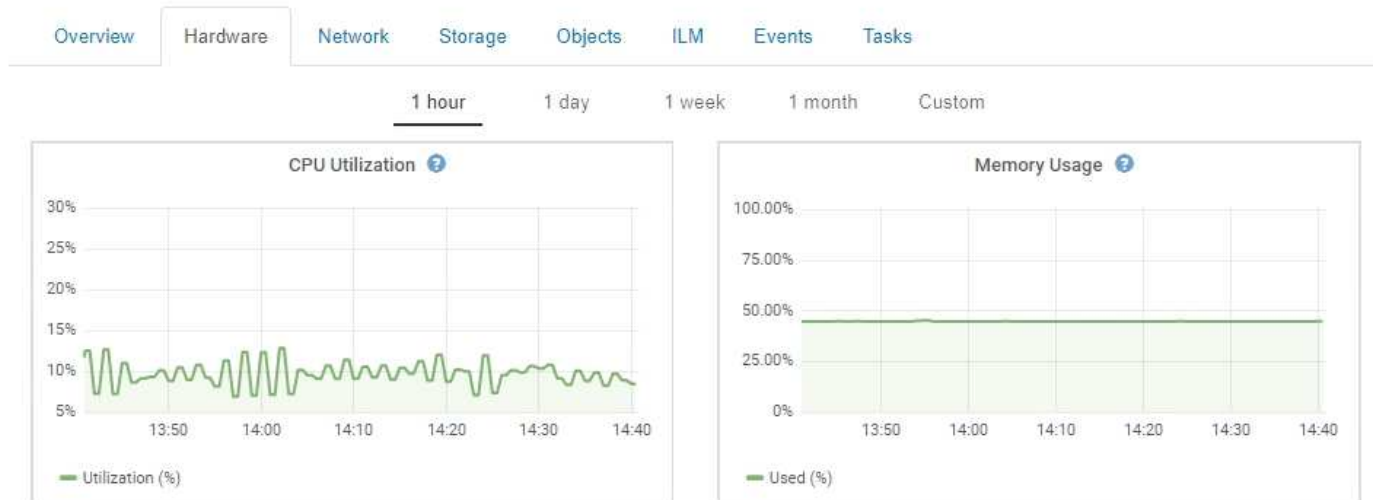 Overview Hardware Network Storage Objects ILM Events Tasks
1 hour 1 day 1 week 1 month Custom
CPU Utilization ?
30%
25%
20%
15%
10%
5%
13:50 14:00 14:10 14:20 14:30 14:40
Utilization (%)
Memory Usage ?
100.00%
75.00%
50.00%
25.00%
0%
13:50 14:00 14:10 14:20 14:30 14:40
Used (%)